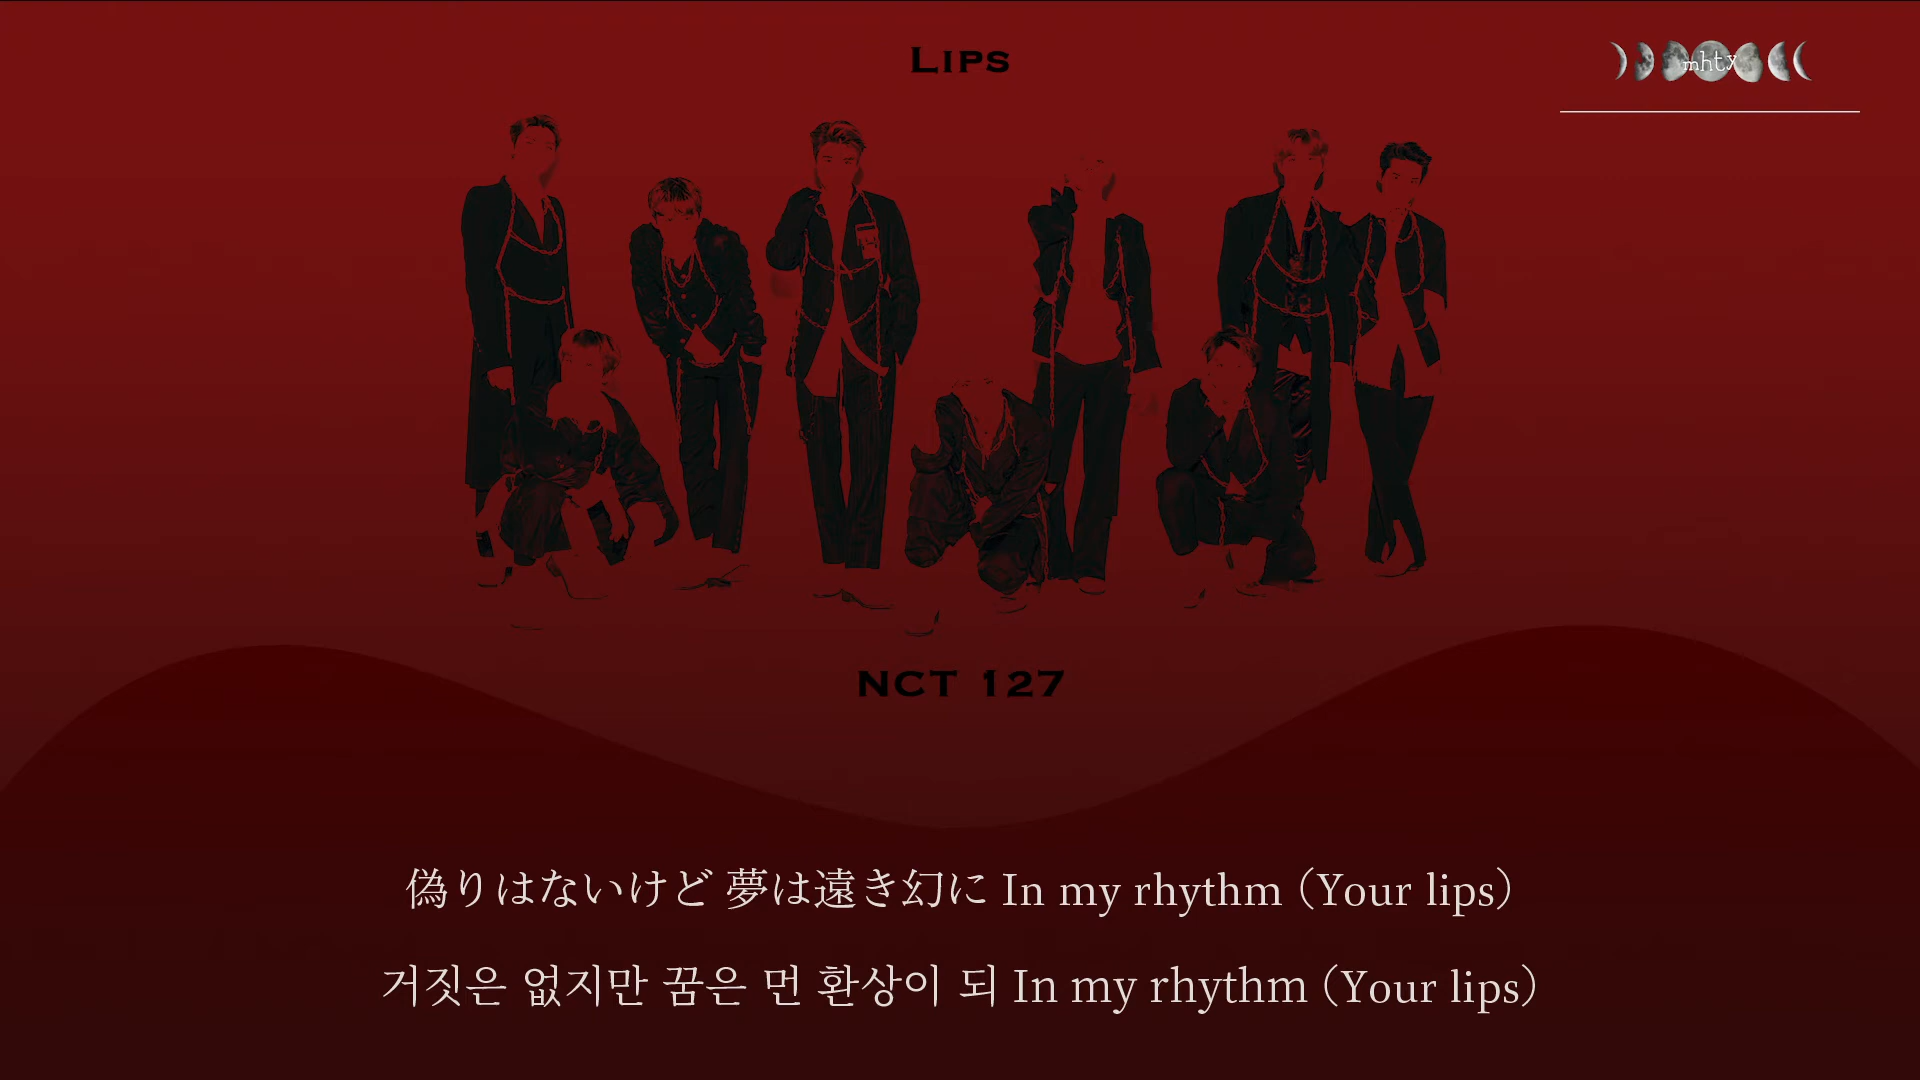 Lips
mhtx
NCT 127
偽りはないけど 夢は遠き幻に In my rhythm (Your lips)
거짓은 없지만 꿈은 먼 환상이 되 In my rhythm (Your lips)